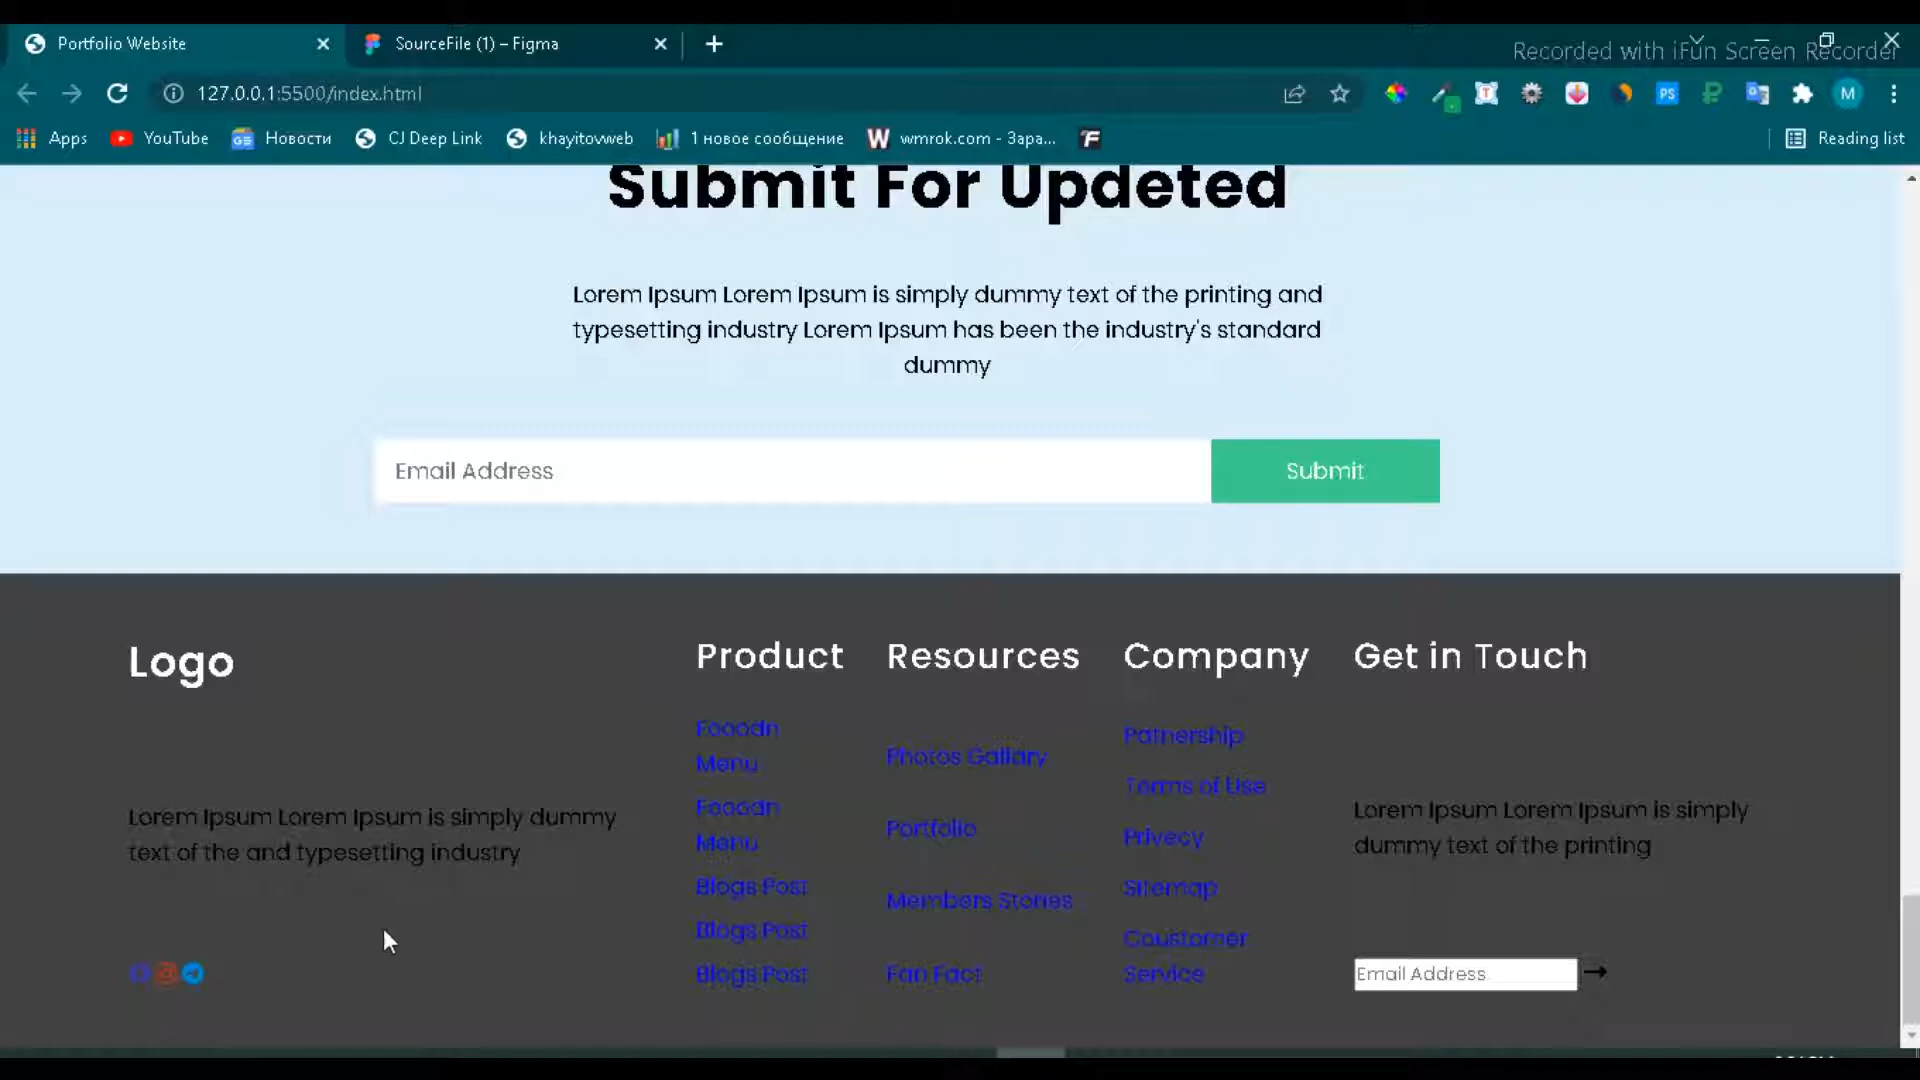 Portfolio Website
SourceFile (1) – Figma
Recorded with iFun Screen Recorder
127.0.0.1:5500/index.html
Apps
YouTube
Новости
CJ Deep Link
khayitovweb
1 новое сообщение
wmrok.com - Зара...
Reading list
Submit For Updeted
Lorem Ipsum Lorem Ipsum is simply dummy text of the printing and
typesetting industry Lorem Ipsum has been the industry's standard
dummy
Email Address
Submit
Logo
Lorem Ipsum Lorem Ipsum is simply dummy
text of the and typesetting industry
Product
Fooodn
Menu
Fooodn
Menu
Blogs Post
Blogs Post
Blogs Post
Resources
Photos Gallary
Portfolio
Members Stories
Fan Fact
Company
Patnership
Terms of Use
Privecy
Sitemap
Coustomer
Service
Get in Touch
Lorem Ipsum Lorem Ipsum is simply
dummy text of the printing
Email Address